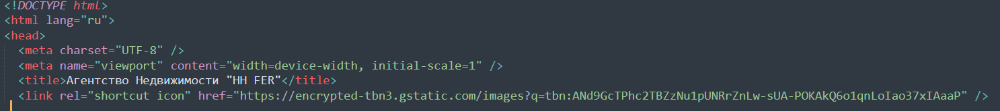 <!DOCTYPE html>
<html lang="ru">
<head>
<meta charset="UTF-8" />
<meta name="viewport" content="width=device-width, initial-scale=1" />
<title>Агентство Недвижимости "HH FER"</title>
<link rel="shortcut icon" href="https://encrypted-tbn3.gstatic.com/images?q=tbn:ANd9GcTPhc2TBZzNu1pUNRrZnLw-sUA-POKAkQ6o1qnLoIao37xIAaaP" />